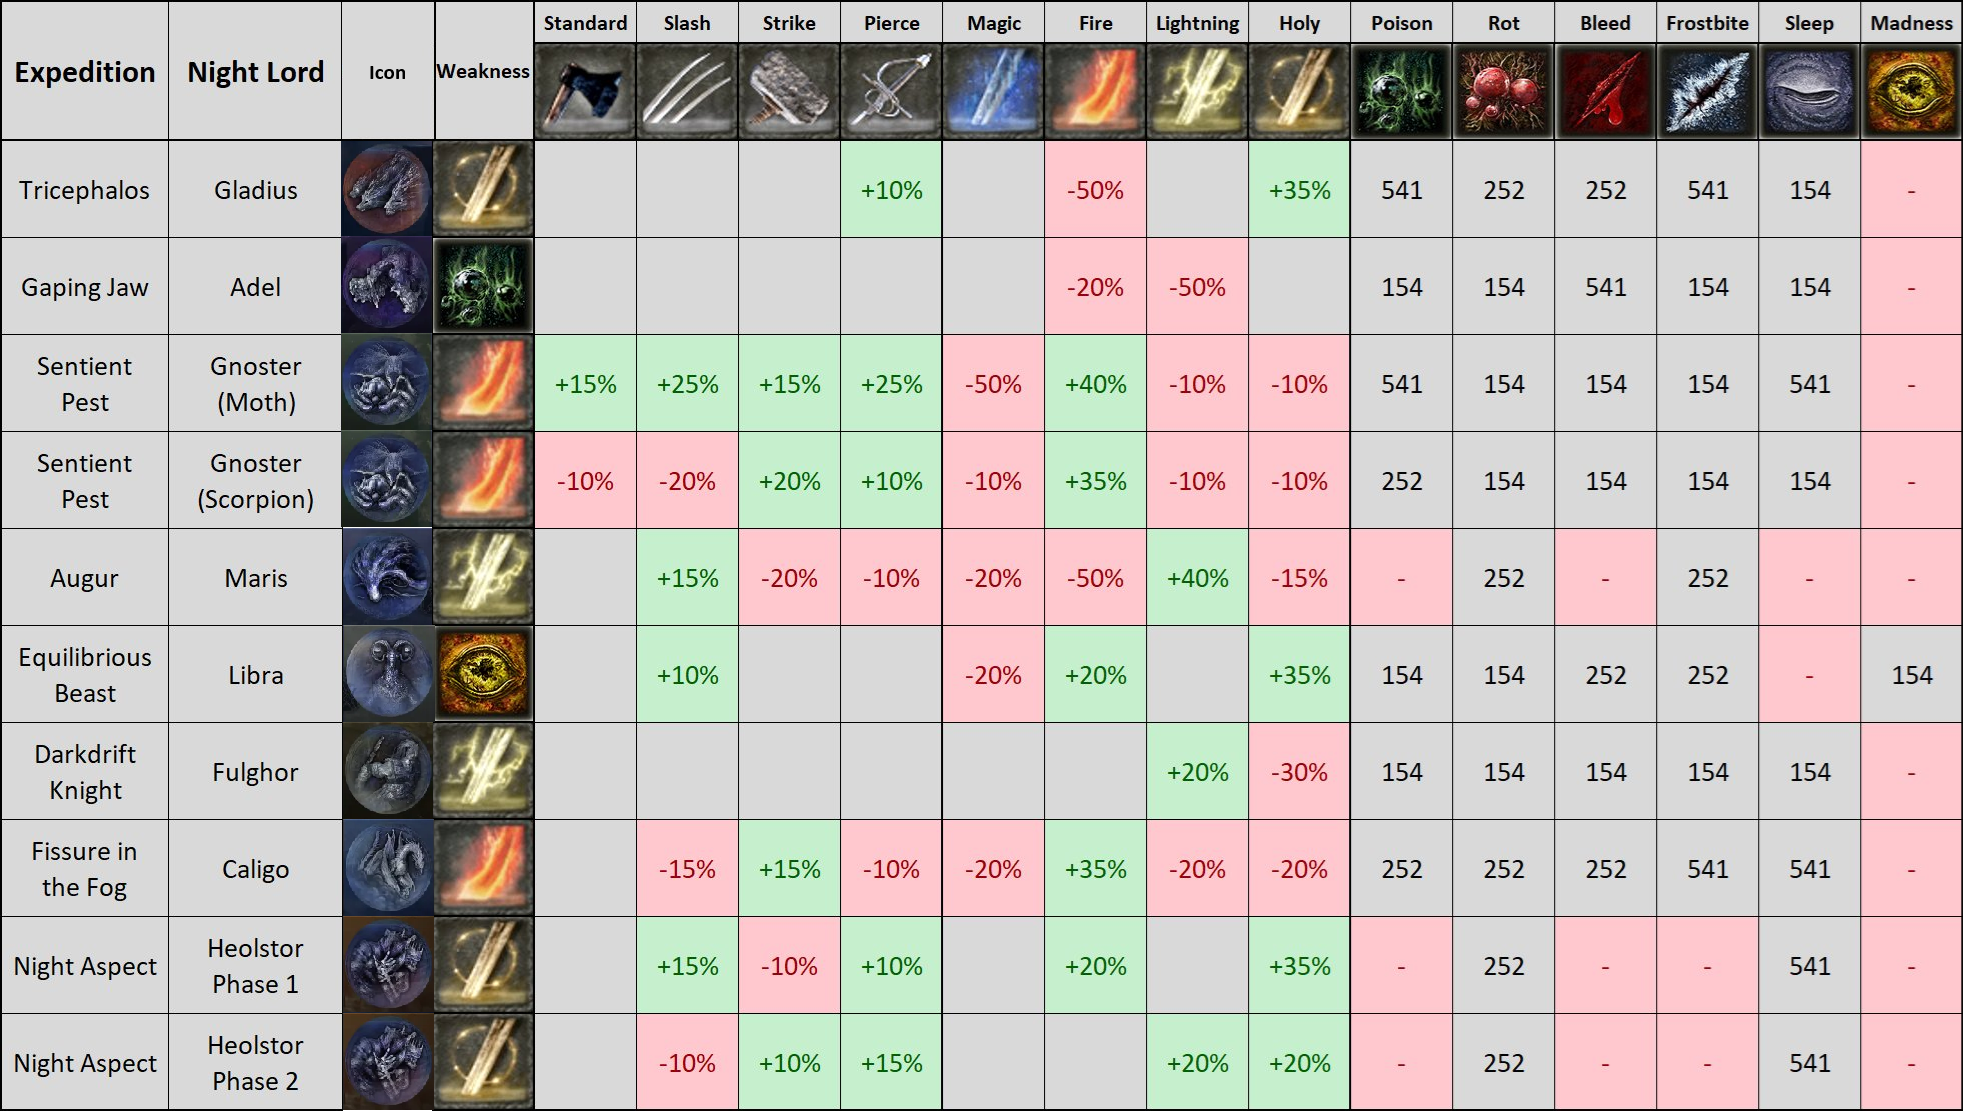 Expedition Night Lord Icon Weakness Standard Slash Strike Pierce Magic Fire Lightning Holy Poison Rot Bleed Frostbite Sleep Madness
Tricephalos Gladius +10% -50% +35% 541 252 252 541 154 -
Gaping Jaw Adel -20% -50% 154 154 541 154 154 -
Sentient Gnoster
Pest (Moth) +15% +25% +15% +25% -50% +40% -10% -10% 541 154 154 154 541 -
Sentient Gnoster
Pest (Scorpion) -10% -20% +20% +10% -10% +35% -10% -10% 252 154 154 154 154 -
Augur Maris +15% -20% -10% -20% -50% +40% -15% - 252 - 252 - -
Equilibrious
Beast Libra +10% -20% +20% +35% 154 154 252 252 - 154
Darkdrift
Knight Fulghor +20% -30% 154 154 154 154 154 -
Fissure in
the Fog Caligo -15% +15% -10% -20% +35% -20% -20% 252 252 252 541 541 -
Night Aspect Heolstor
Phase 1 +15% -10% +10% +20% +35% - 252 - - 541 -
Night Aspect Heolstor
Phase 2 -10% +10% +15% +20% +20% - 252 - - 541 -